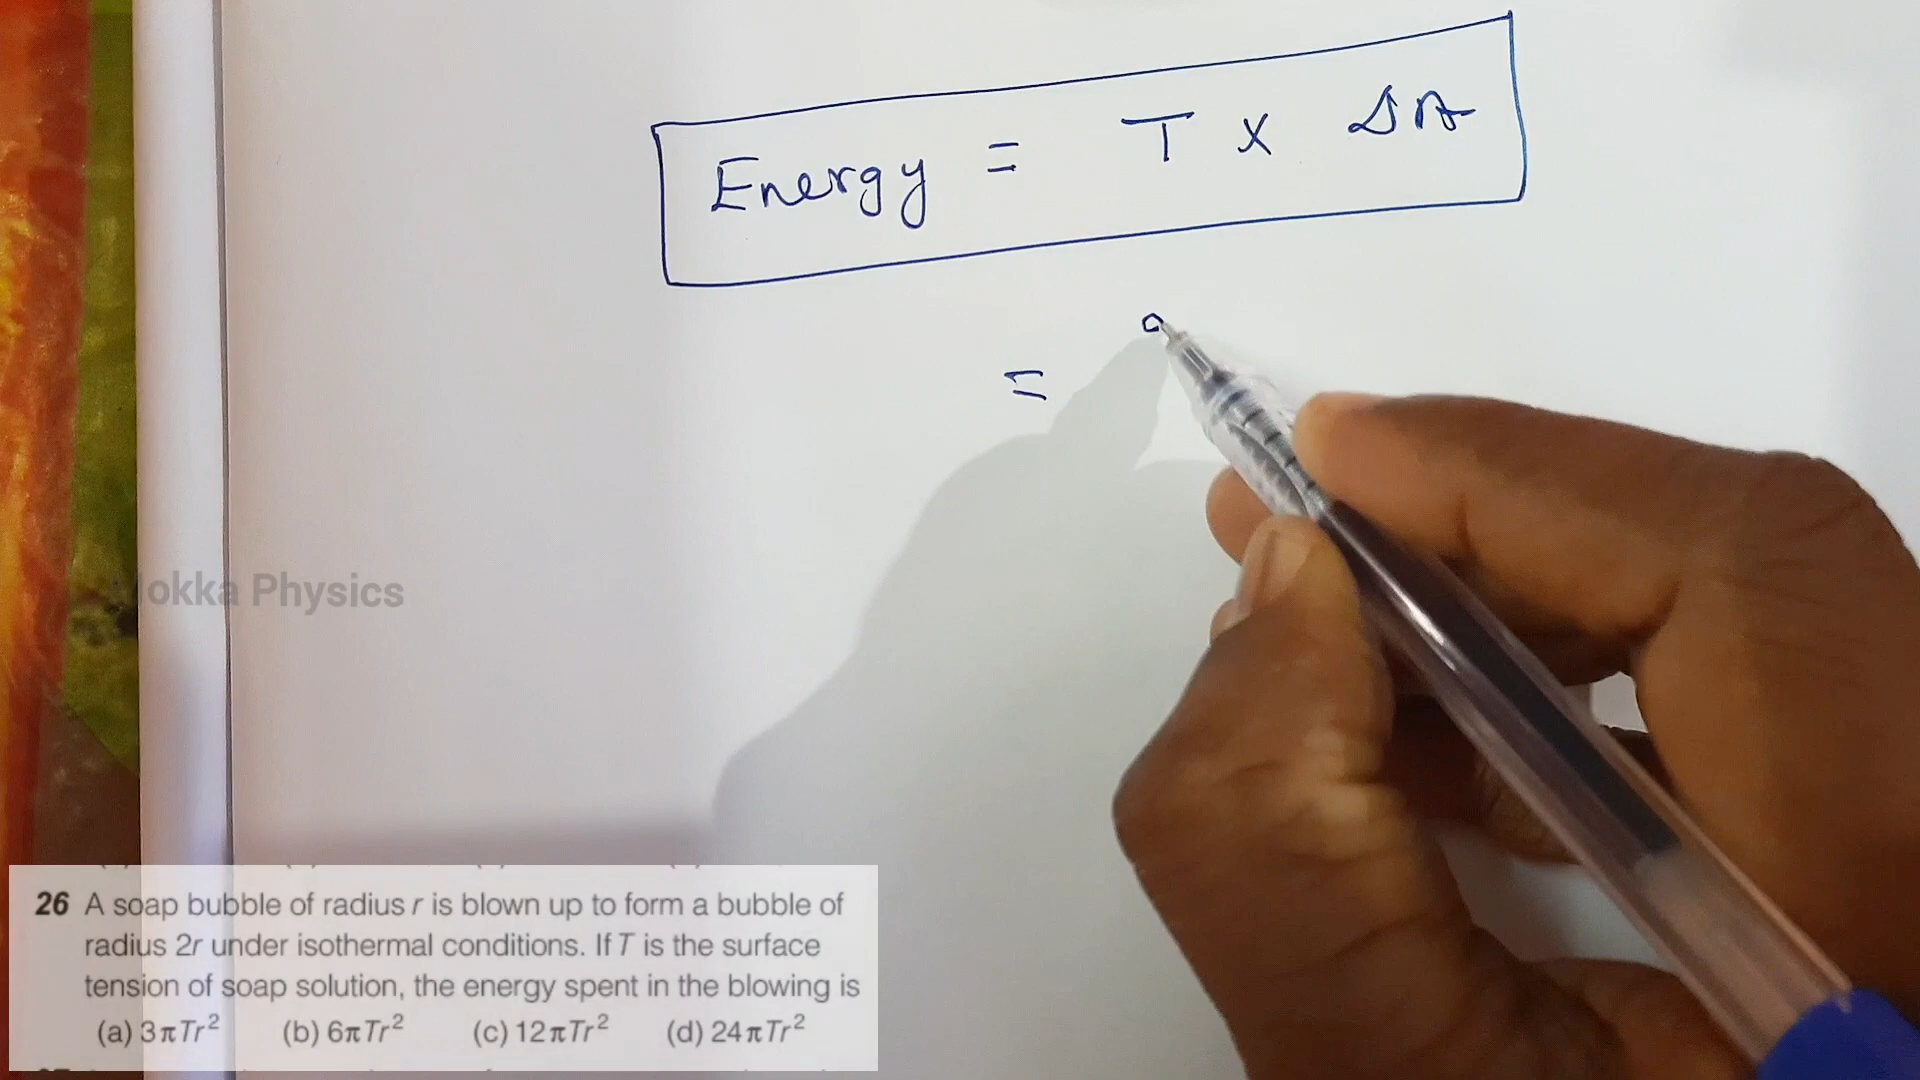 Energy = T x ΔA
=
Mokka Physics
26 A soap bubble of radius r is blown up to form a bubble of
radius 2r under isothermal conditions. If T is the surface
tension of soap solution, the energy spent in the blowing is
(a) 3πTr² (b) 6πTr² (c) 12πTr² (d) 24πTr²